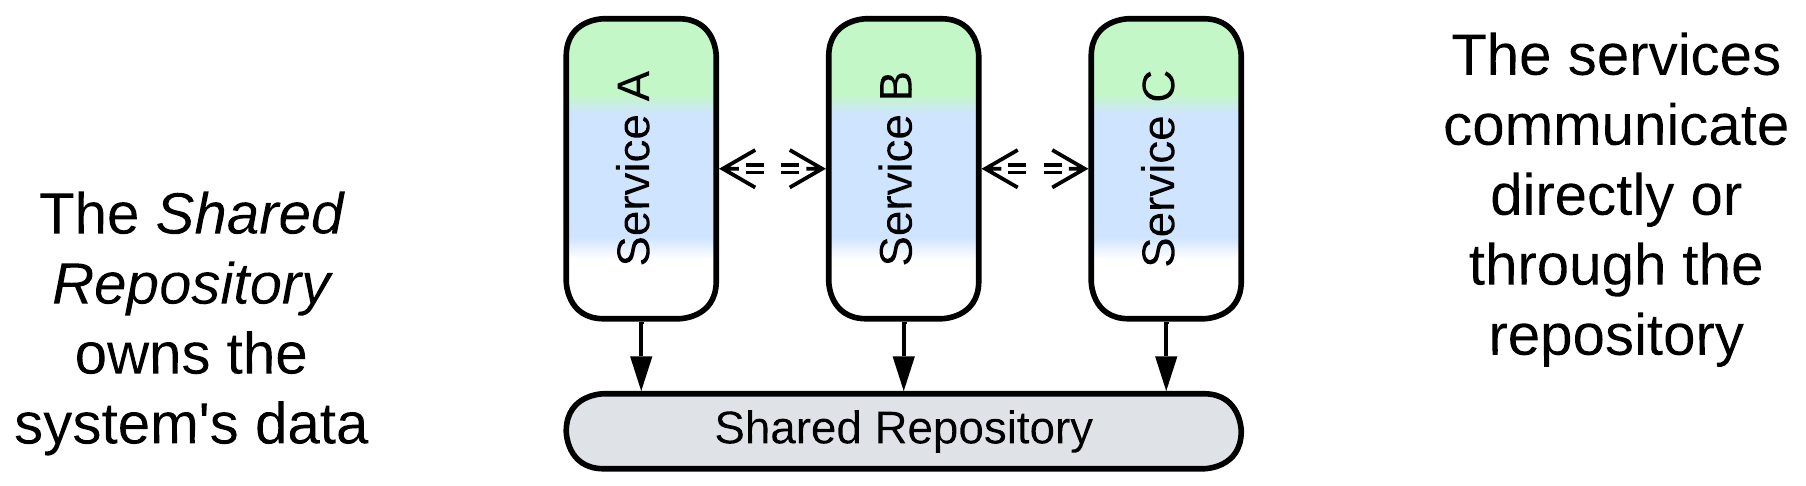 The Shared
Repository
owns the
system's data
Service A
Service B
Service C
Shared Repository
The services
communicate
directly or
through the
repository